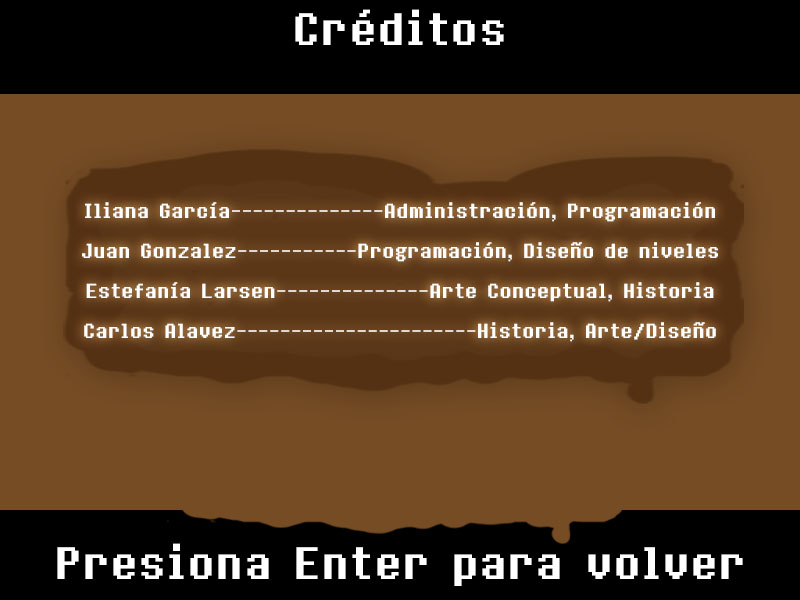 Créditos
Iliana García--------------Administración, Programación
Juan Gonzalez-----------Programación, Diseño de niveles
Estefanía Larsen--------------Arte Conceptual, Historia
Carlos Alavez----------------------Historia, Arte/Diseño
Presiona Enter para volver